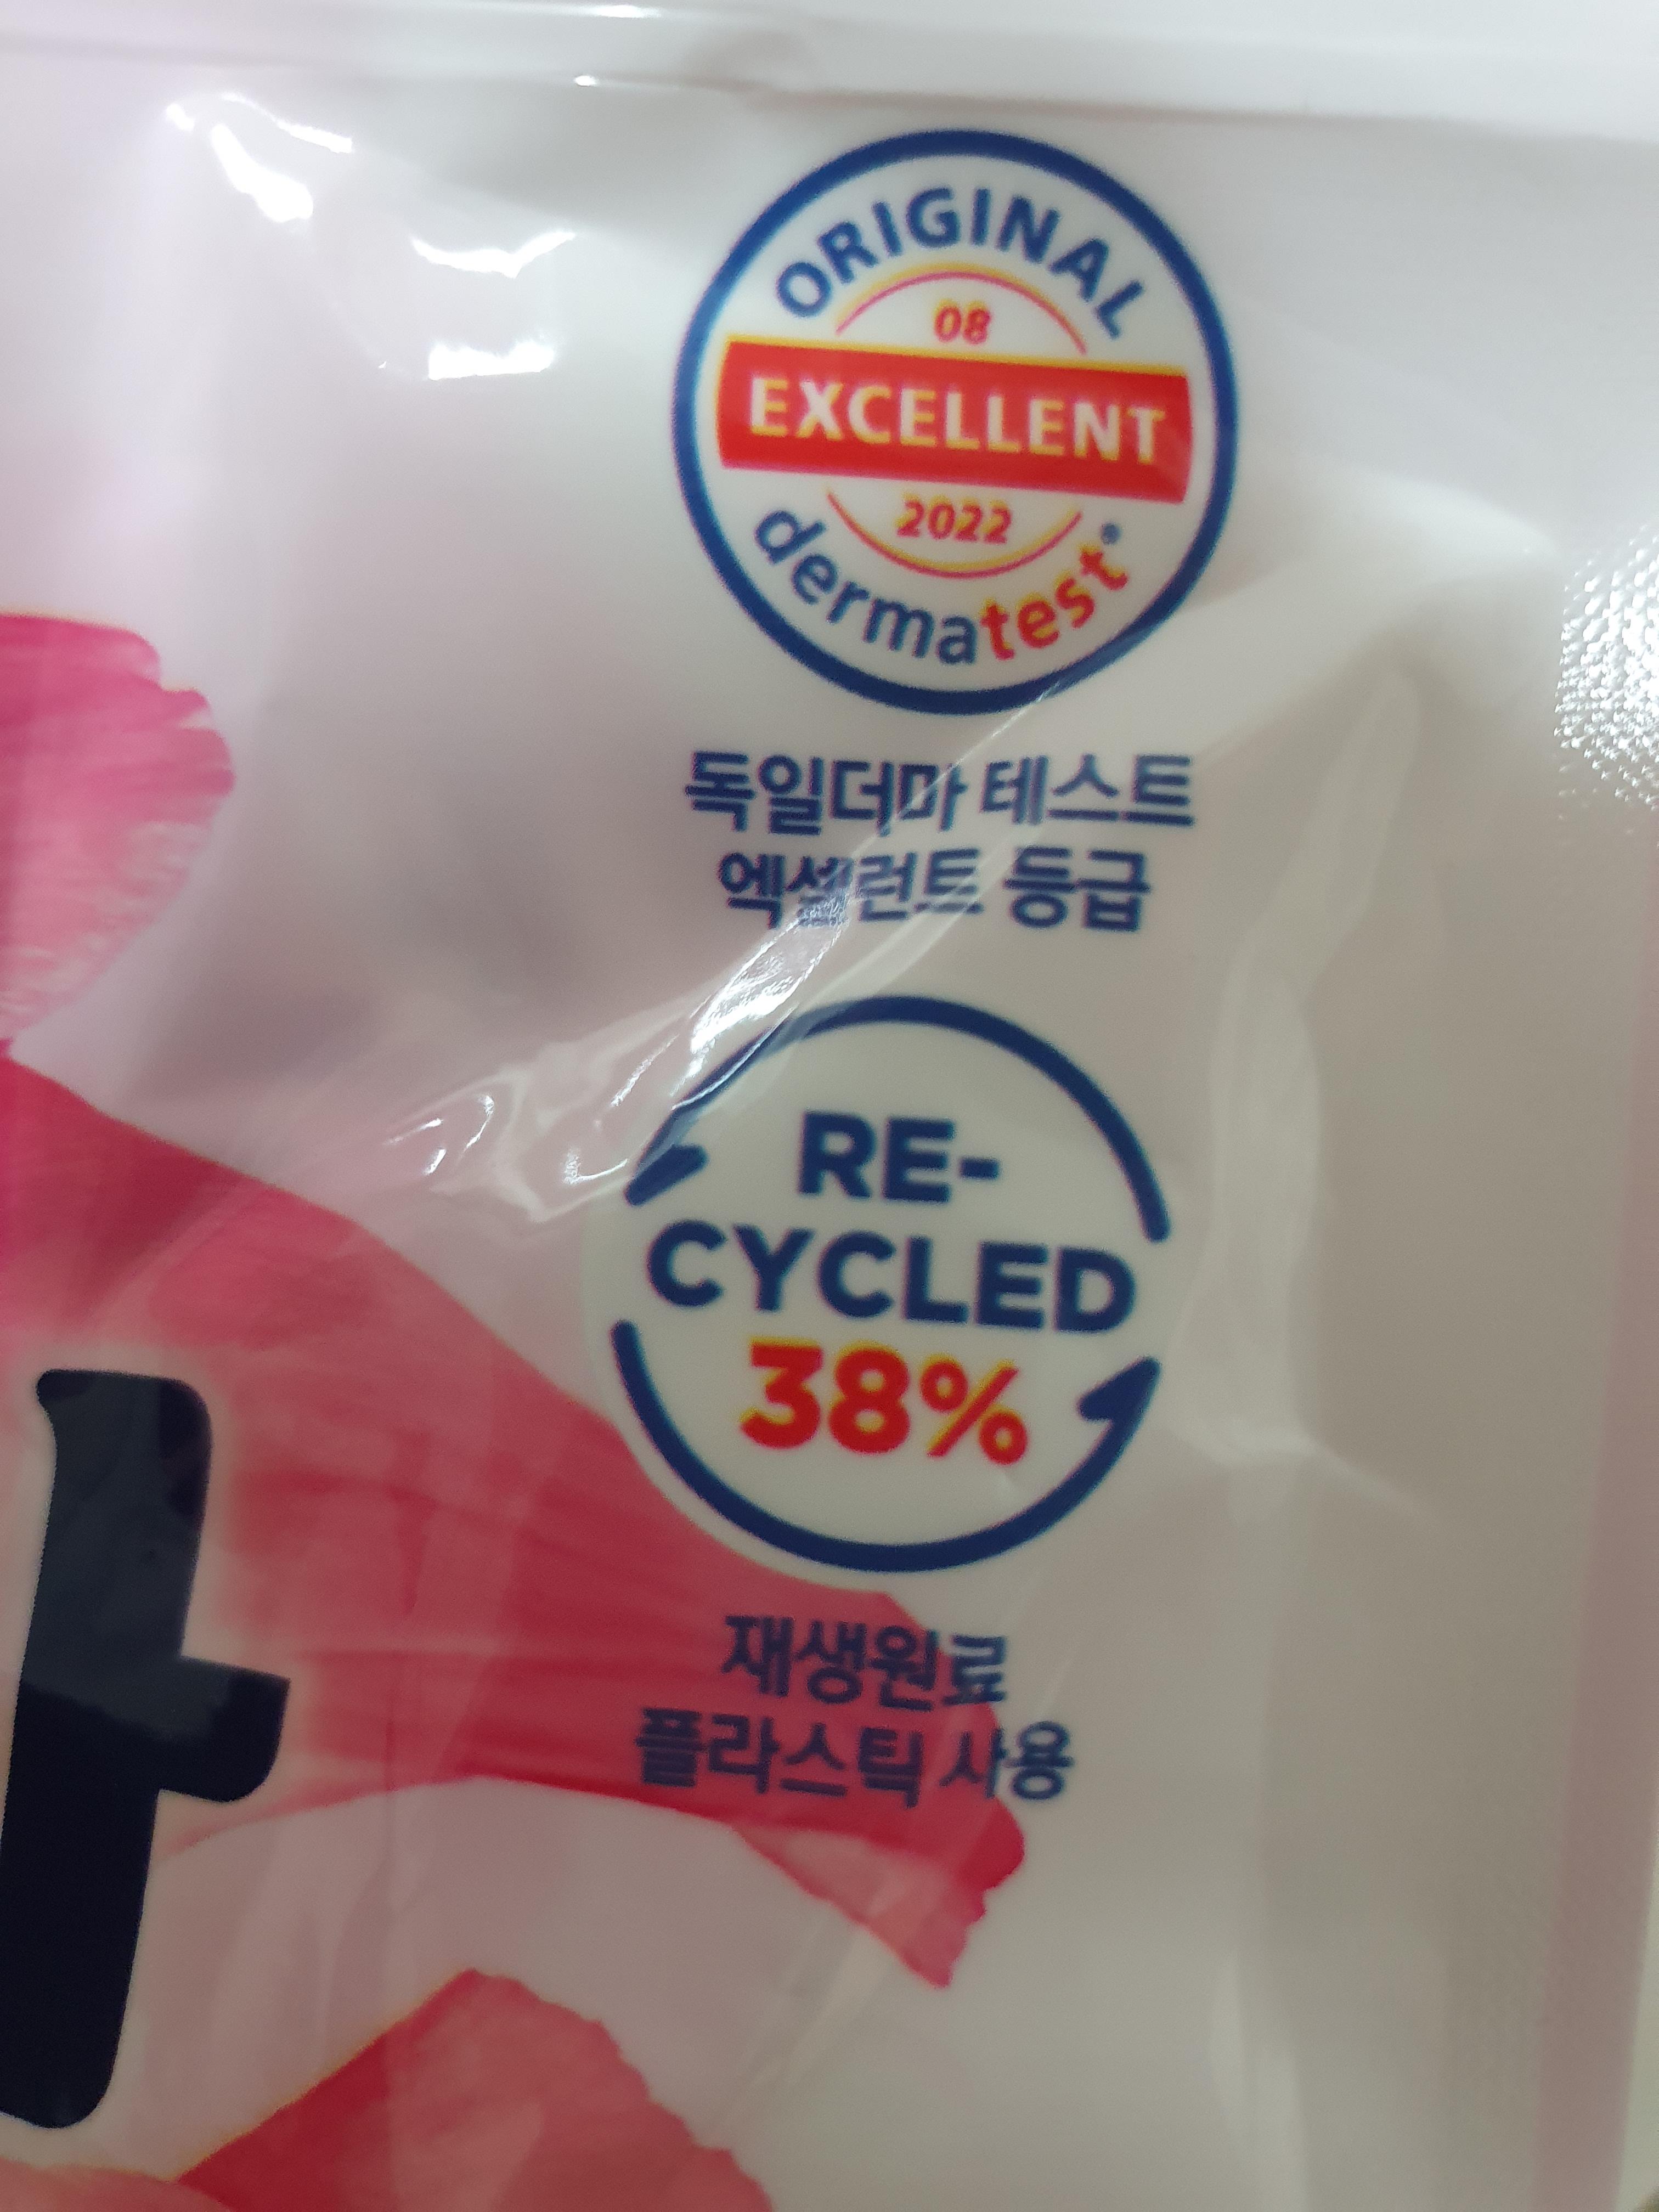 ORIGINAL
08
EXCELLENT
2022
dermatest®
독일더마 테스트
엑셀런트 등급
RE-
CYCLED
38%
재생원료
플라스틱 사용